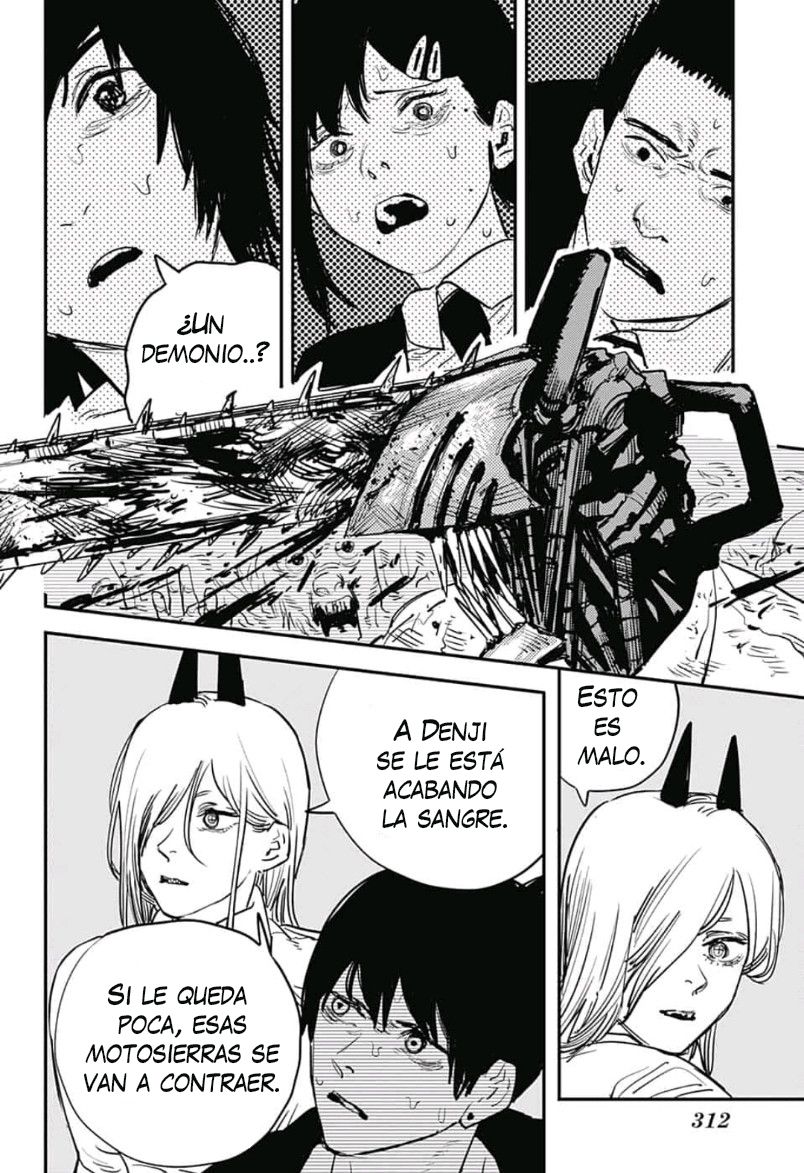 ¿UN
DEMONIO..?
ESTO
ES
MALO.
A DENJI
SE LE ESTÁ
ACABANDO
LA SANGRE.
SI LE QUEDA
POCA, ESAS
MOTOSIERRAS SE
VAN A CONTRAER.
312